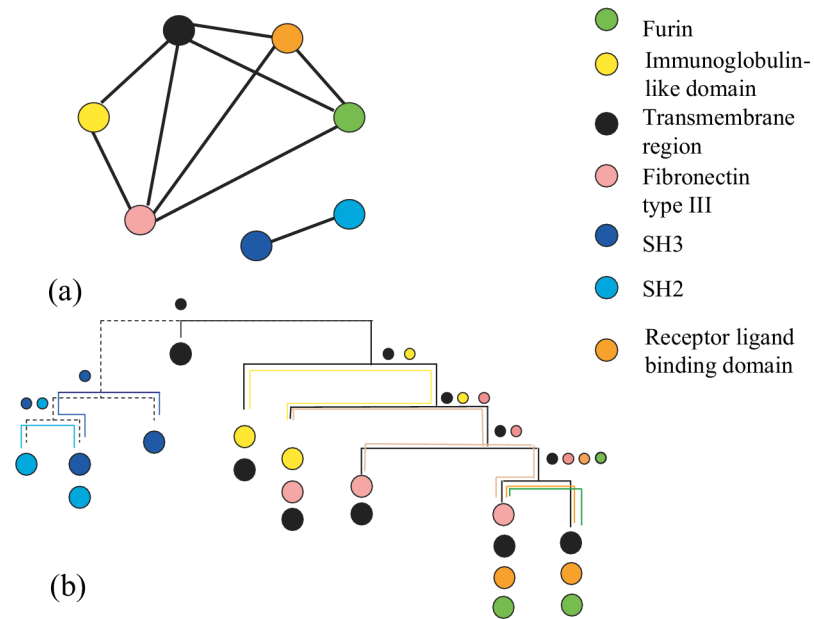 Furin
Immunoglobulin-
like domain
Transmembrane
region
Fibronectin
type III
SH3
SH2
Receptor ligand
binding domain
(a)
(b)